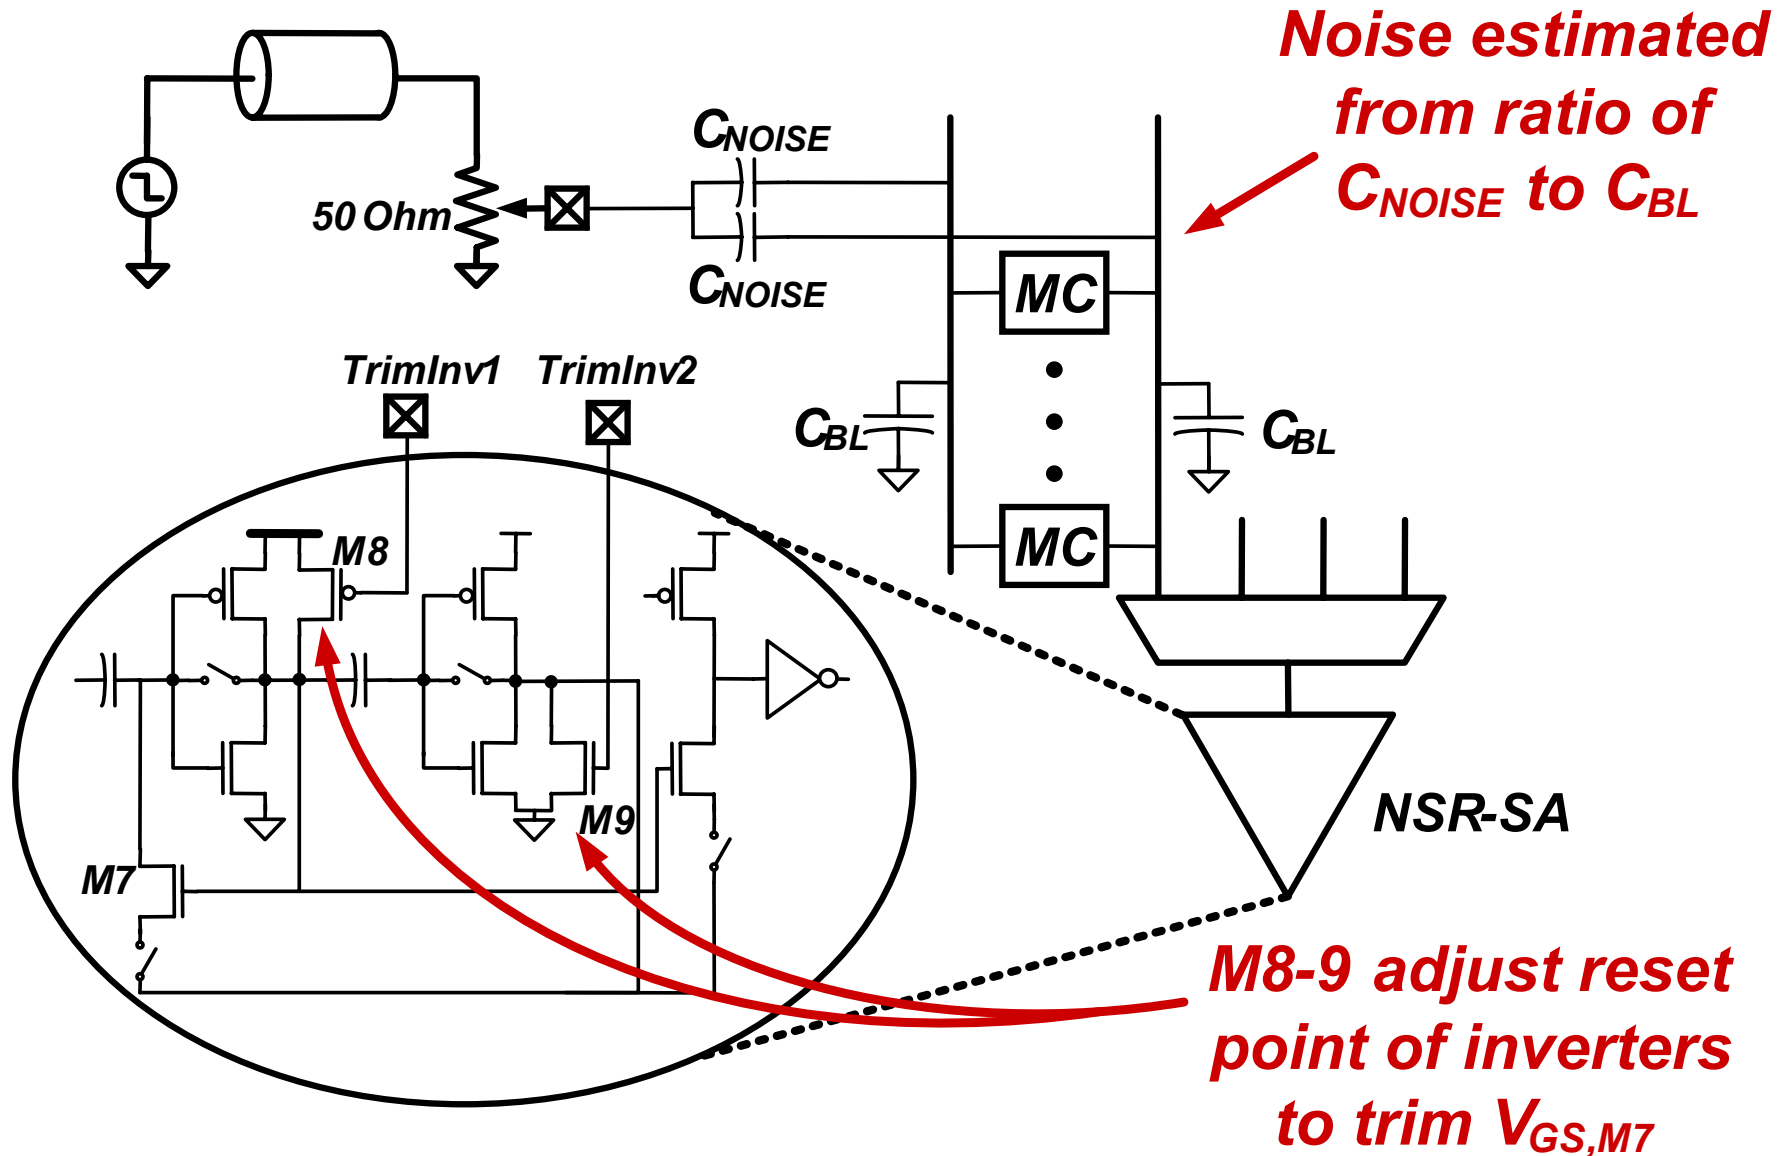 Noise estimated
from ratio of
CNOISE to CBL
CNOISE
50 Ohm
CNOISE
MC
TrimInv1 TrimInv2
CBL
CBL
MC
M8
NSR-SA
M9
M7
M8-9 adjust reset
point of inverters
to trim VGS,M7